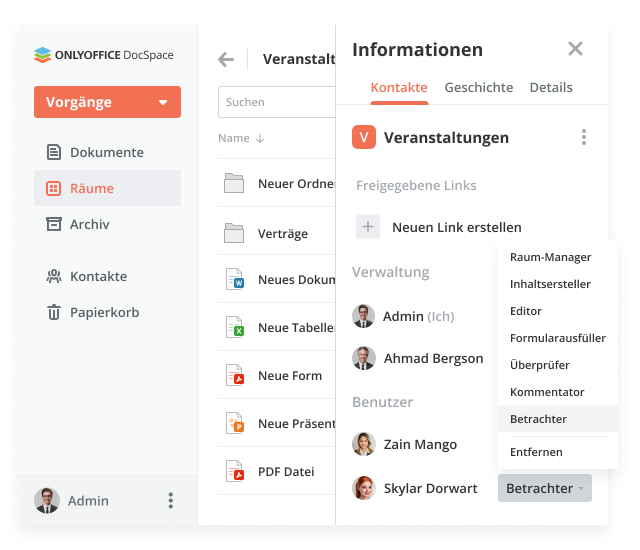 ONLYOFFICE DocSpace
Vorgänge
Dokumente
Räume
Archiv
Kontakte
Papierkorb
Admin
Veranstalt
Suchen
Name
Neuer Ordne
Verträge
Neues Dokun
Neue Tabelle
Neue Form
Neue Präsent
PDF Datei
Informationen
Kontakte Geschichte Details
V Veranstaltungen
Freigegebene Links
Neuen Link erstellen
Verwaltung
Admin (Ich)
Ahmad Bergson
Benutzer
Zain Mango
Skylar Dorwart Betrachter
Raum-Manager
Inhaltsersteller
Editor
Formularausfüller
Überprüfer
Kommentator
Betrachter
Entfernen